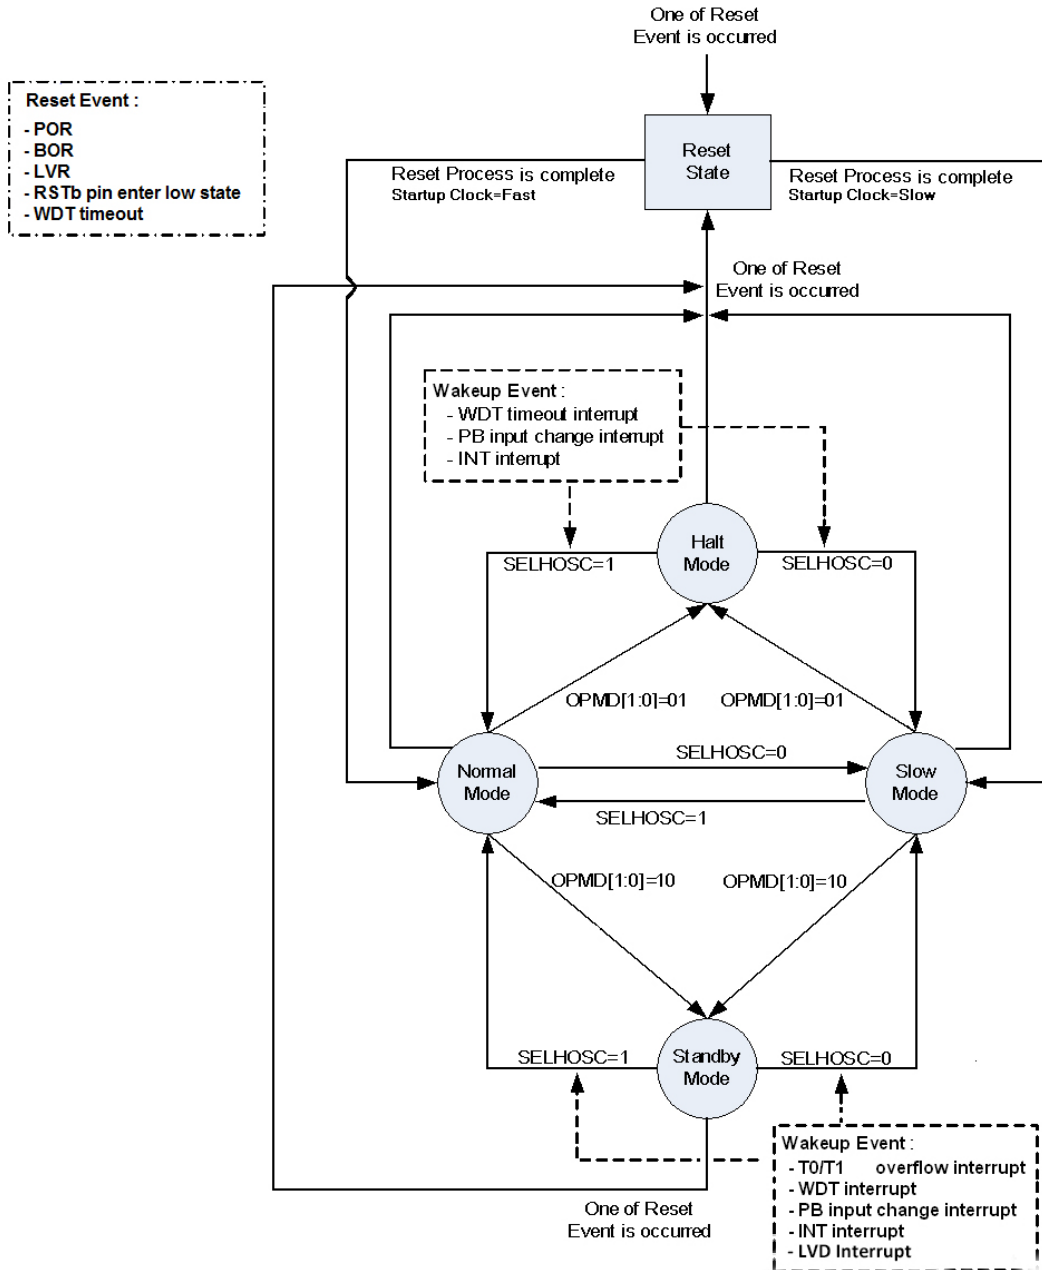 One of Reset
Event is occurred
Reset Event :
- POR
- BOR
- LVR
- RSTb pin enter low state
- WDT timeout
Reset
State
Reset Process is complete
Startup Clock=Fast
Reset Process is complete
Startup Clock=Slow
One of Reset
Event is occurred
Wakeup Event :
- WDT timeout interrupt
- PB input change interrupt
- INT interrupt
Halt
Mode
SELHOSC=1
SELHOSC=0
OPMD[1:0]=01
OPMD[1:0]=01
SELHOSC=0
Normal
Mode
Slow
Mode
SELHOSC=1
OPMD[1:0]=10
OPMD[1:0]=10
SELHOSC=1
Standby
Mode
SELHOSC=0
Wakeup Event :
- T0/T1 overflow interrupt
- WDT interrupt
- PB input change interrupt
- INT interrupt
- LVD Interrupt
One of Reset
Event is occurred